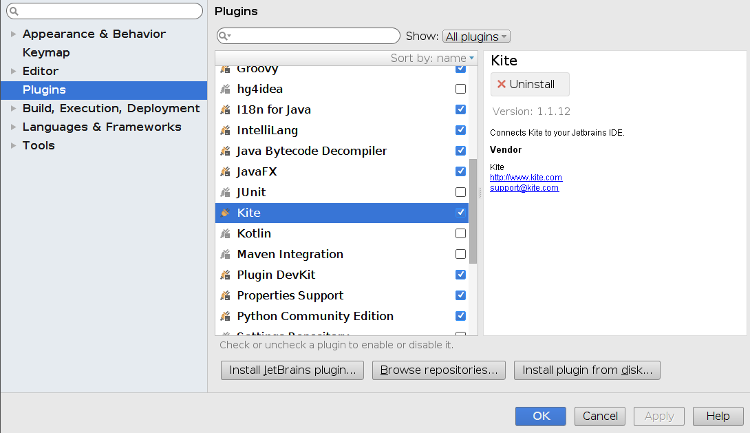 Plugins
Appearance & Behavior
Keymap
Editor
Plugins
Build, Execution, Deployment
Languages & Frameworks
Tools
Show: All plugins
Sort by: name
Groovy
hg4idea
I18n for Java
IntelliLang
Java Bytecode Decompiler
JavaFX
JUnit
Kite
Kotlin
Maven Integration
Plugin DevKit
Properties Support
Python Community Edition
Settings Repository
Kite
Uninstall
Version: 1.1.12
Connects Kite to your Jetbrains IDE.
Vendor
Kite
http://www.kite.com
support@kite.com
Check or uncheck a plugin to enable or disable it.
Install JetBrains plugin...
Browse repositories...
Install plugin from disk...
OK
Cancel
Apply
Help